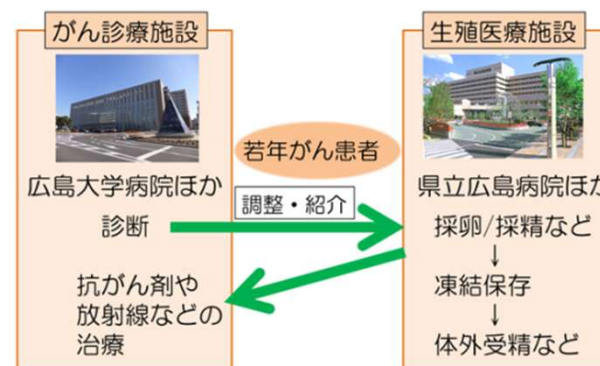 がん診療施設
広島大学病院ほか
診断
抗がん剤や
放射線などの
治療
若年がん患者
調整・紹介
生殖医療施設
県立広島病院ほか
採卵/採精など
↓
凍結保存
↓
体外受精など